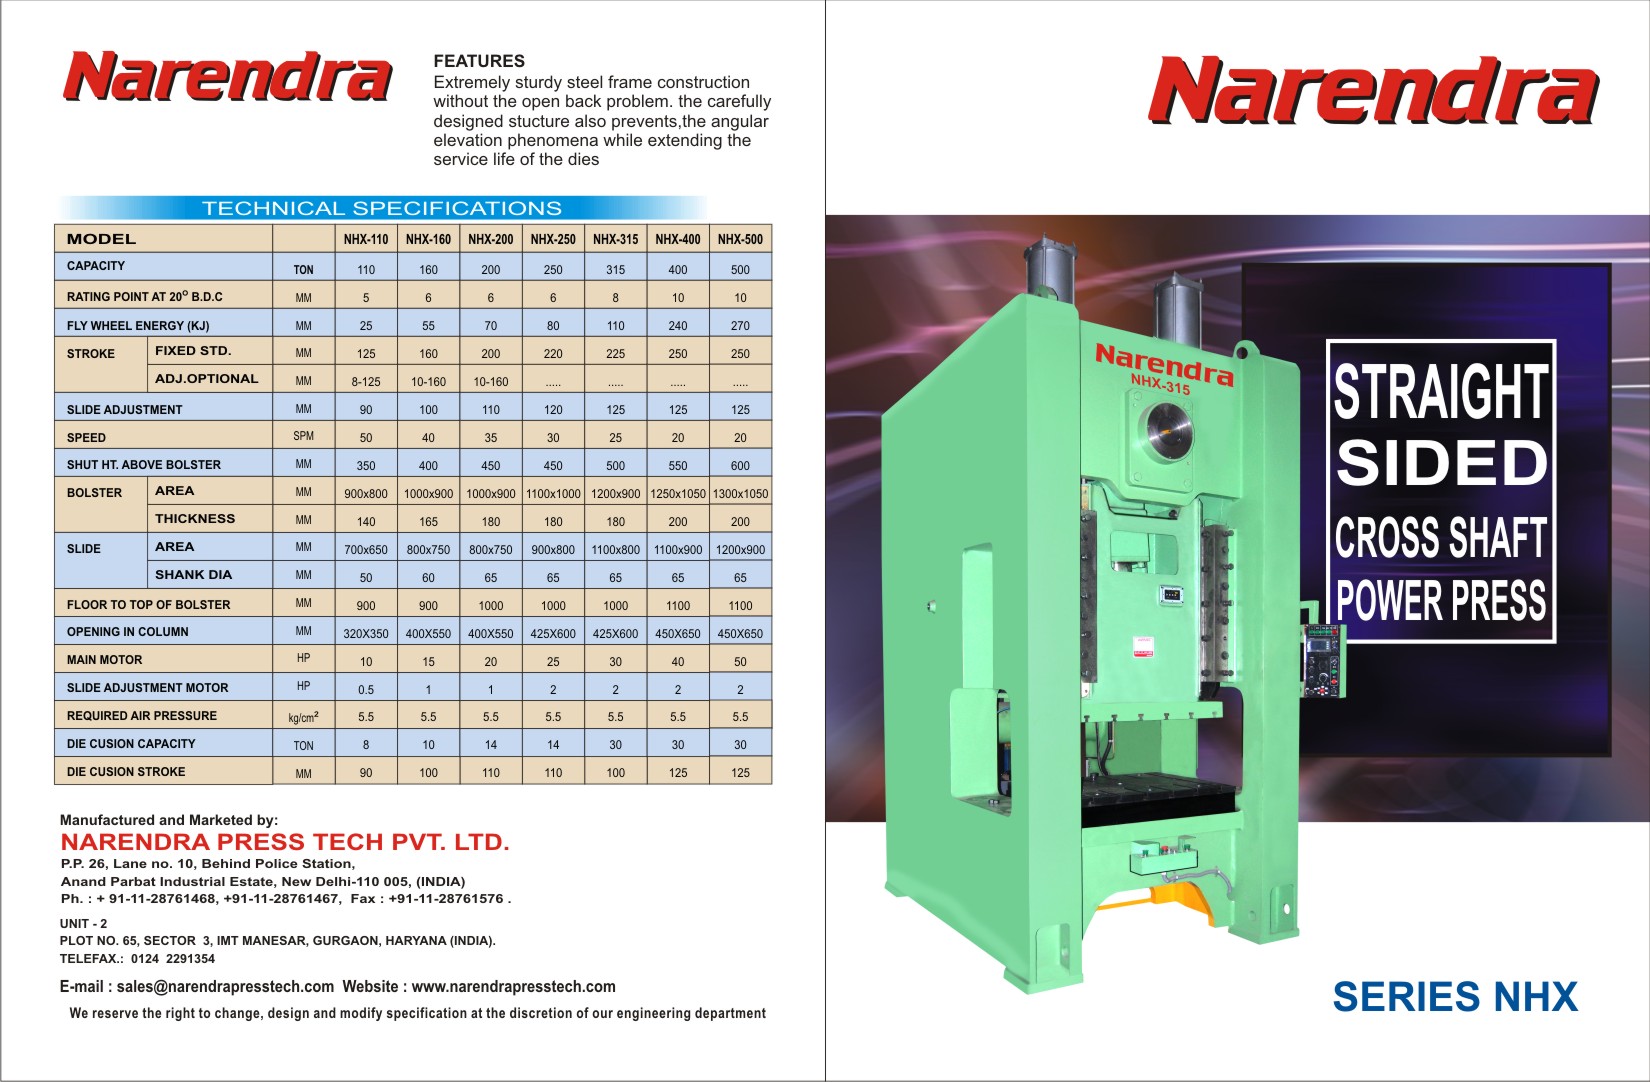 Narendra
FEATURES
Extremely sturdy steel frame construction
without the open back problem. the carefully
designed stucture also prevents,the angular
elevation phenomena while extending the
service life of the dies
TECHNICAL SPECIFICATIONS
MODEL NHX-110 NHX-160 NHX-200 NHX-250 NHX-315 NHX-400 NHX-500
CAPACITY TON 110 160 200 250 315 400 500
RATING POINT AT 20⁰ B.D.C MM 5 6 6 6 8 10 10
FLY WHEEL ENERGY (KJ) MM 25 55 70 80 110 240 270
STROKE FIXED STD. MM 125 160 200 220 225 250 250
ADJ.OPTIONAL MM 8-125 10-160 10-160 ..... ..... ..... .....
SLIDE ADJUSTMENT MM 90 100 110 120 125 125 125
SPEED SPM 50 40 35 30 25 20 20
SHUT HT. ABOVE BOLSTER MM 350 400 450 450 500 550 600
BOLSTER AREA MM 900x800 1000x900 1000x900 1100x1000 1200x900 1250x1050 1300x1050
THICKNESS MM 140 165 180 180 180 200 200
SLIDE AREA MM 700x650 800x750 800x750 900x800 1100x800 1100x900 1200x900
SHANK DIA MM 50 60 65 65 65 65 65
FLOOR TO TOP OF BOLSTER MM 900 900 1000 1000 1000 1100 1100
OPENING IN COLUMN MM 320X350 400X550 400X550 425X600 425X600 450X650 450X650
MAIN MOTOR HP 10 15 20 25 30 40 50
SLIDE ADJUSTMENT MOTOR HP 0.5 1 1 2 2 2 2
REQUIRED AIR PRESSURE kg/cm² 5.5 5.5 5.5 5.5 5.5 5.5 5.5
DIE CUSION CAPACITY TON 8 10 14 14 30 30 30
DIE CUSION STROKE MM 90 100 110 110 100 125 125
Manufactured and Marketed by:
NARENDRA PRESS TECH PVT. LTD.
P.P. 26, Lane no. 10, Behind Police Station,
Anand Parbat Industrial Estate, New Delhi-110 005, (INDIA)
Ph. : + 91-11-28761468, +91-11-28761467, Fax : +91-11-28761576 .
UNIT - 2
PLOT NO. 65, SECTOR 3, IMT MANESAR, GURGAON, HARYANA (INDIA).
TELEFAX.: 0124 2291354
E-mail : sales@narendrapresstech.com Website : www.narendrapresstech.com
We reserve the right to change, design and modify specification at the discretion of our engineering department
Narendra
Narendra
NHX-315
STRAIGHT
SIDED
CROSS SHAFT
POWER PRESS
SERIES NHX